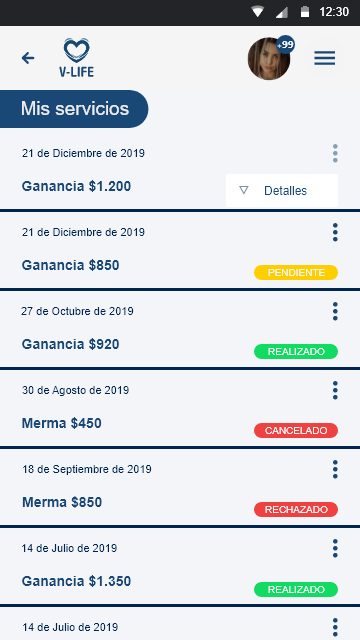 12:30
+99
V-LIFE
Mis servicios
21 de Diciembre de 2019
Ganancia $1.200
Detalles
21 de Diciembre de 2019
Ganancia $850
PENDIENTE
27 de Octubre de 2019
Ganancia $920
REALIZADO
30 de Agosto de 2019
Merma $450
CANCELADO
18 de Septiembre de 2019
Merma $850
RECHAZADO
14 de Julio de 2019
Ganancia $1.350
REALIZADO
14 de Julio de 2019